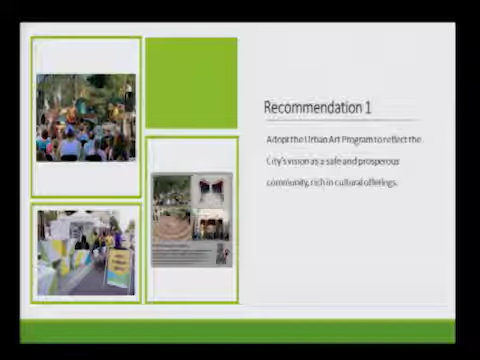 Recommendation 1
Adopt the Urban Art Program to reflect the
City's vision as a safe and prosperous
community, rich in cultural offerings.